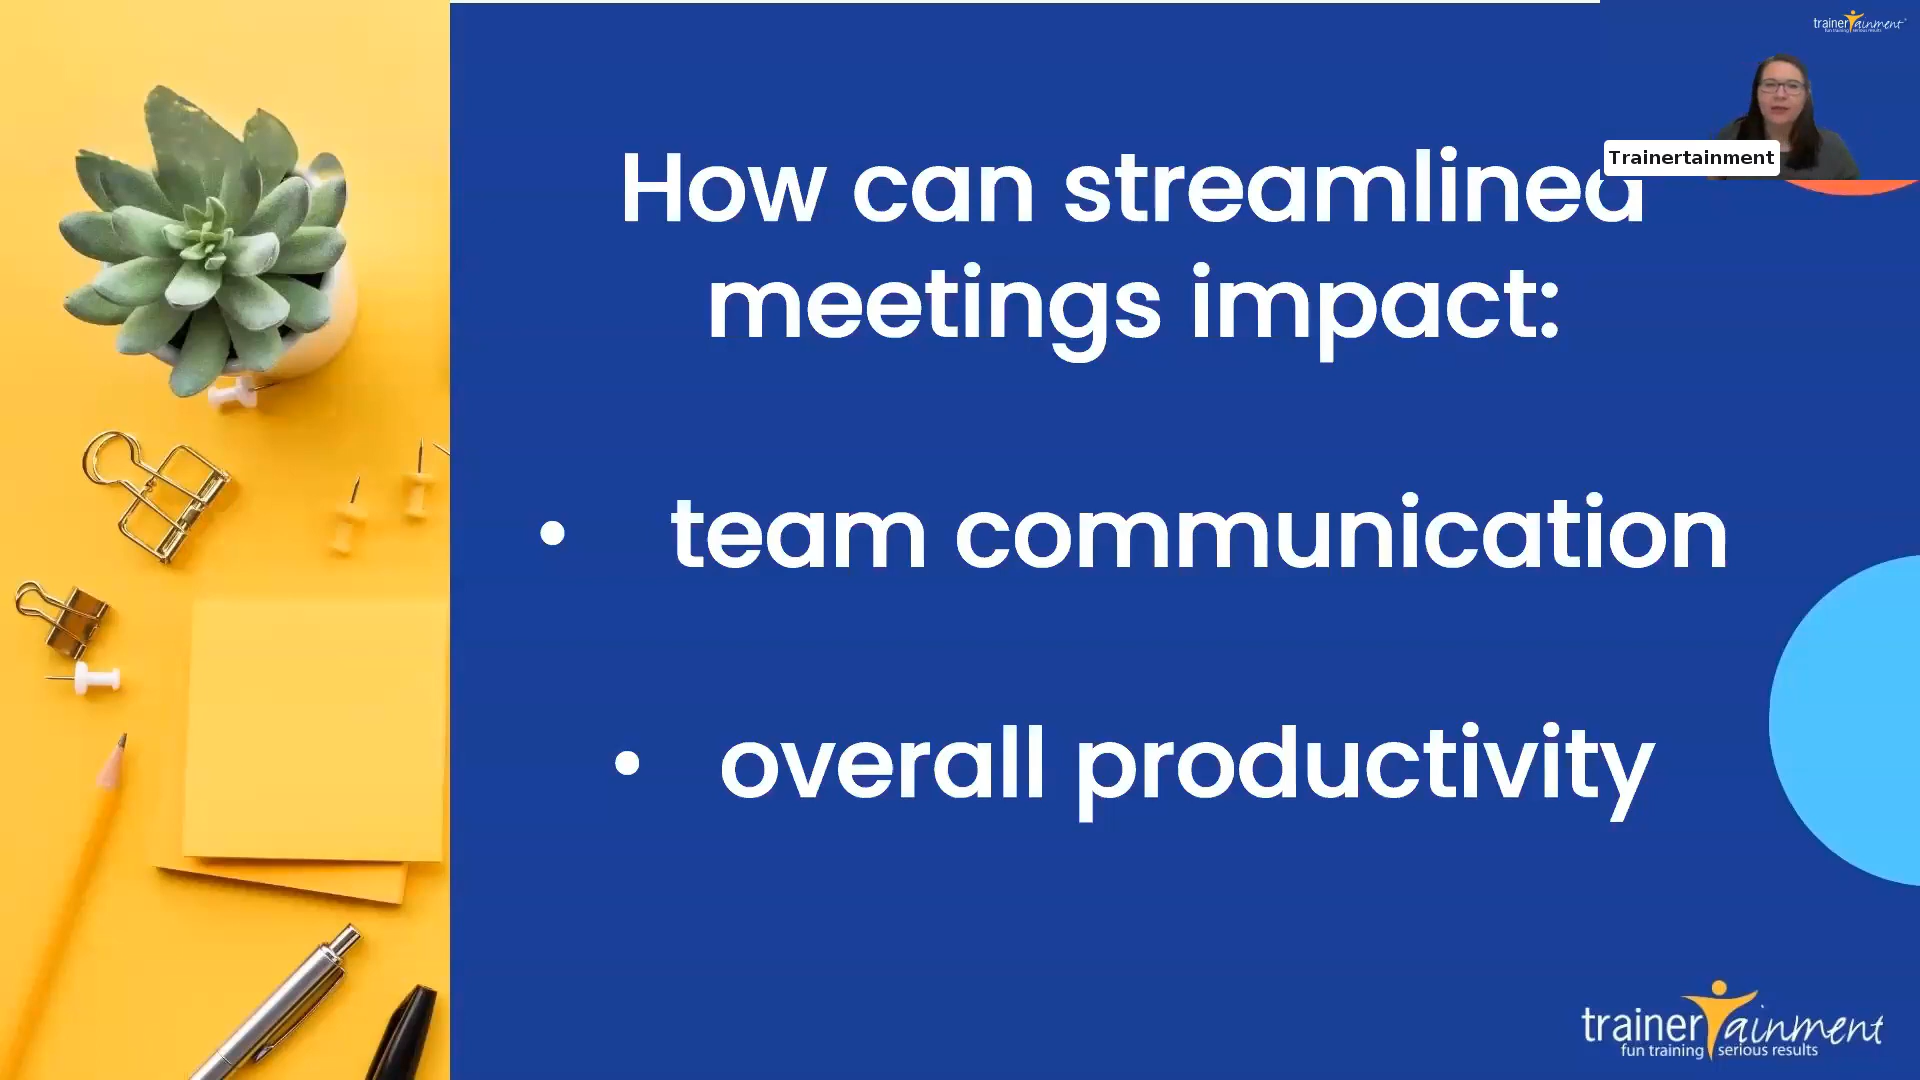 trainertainment
fun training serious results
Trainertainment
How can streamlined
meetings impact:
• team communication
• overall productivity
trainertainment
fun training serious results